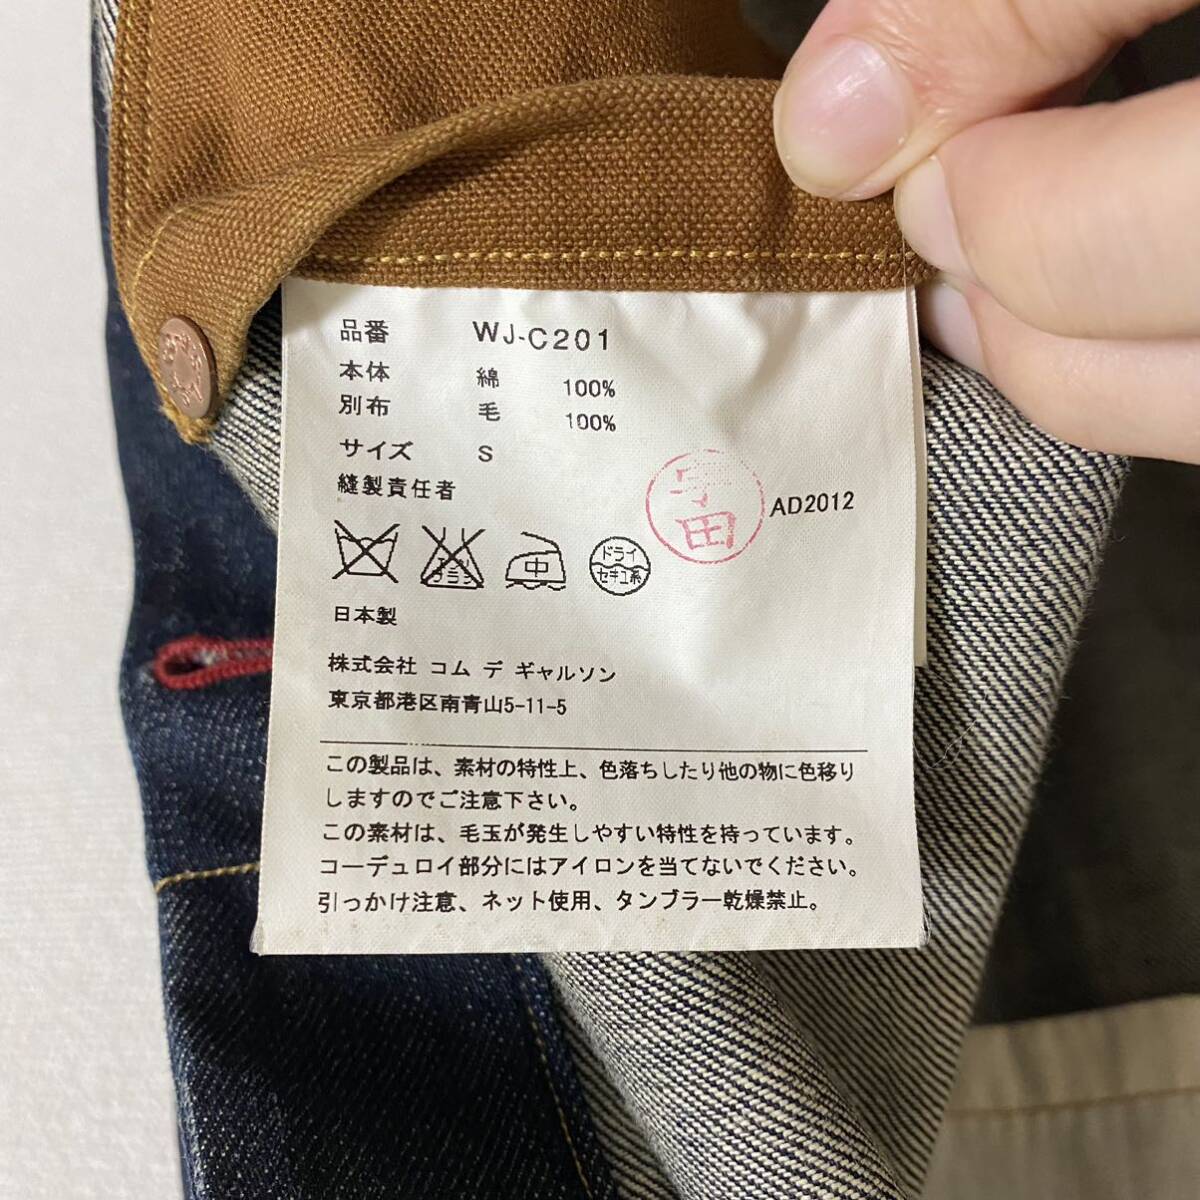 品番 WJ-C201
本体 綿 100%
別布 毛 100%
サイズ S
縫製責任者
AD2012
中
ドライ
セキユ系
日本製
株式会社 コム デ ギャルソン
東京都港区南青山5-11-5
この製品は、素材の特性上、色落ちしたり他の物に色移り
しますのでご注意下さい。
この素材は、毛玉が発生しやすい特性を持っています。
コーデュロイ部分にはアイロンを当てないでください。
引っかけ注意、ネット使用、タンブラー乾燥禁止。